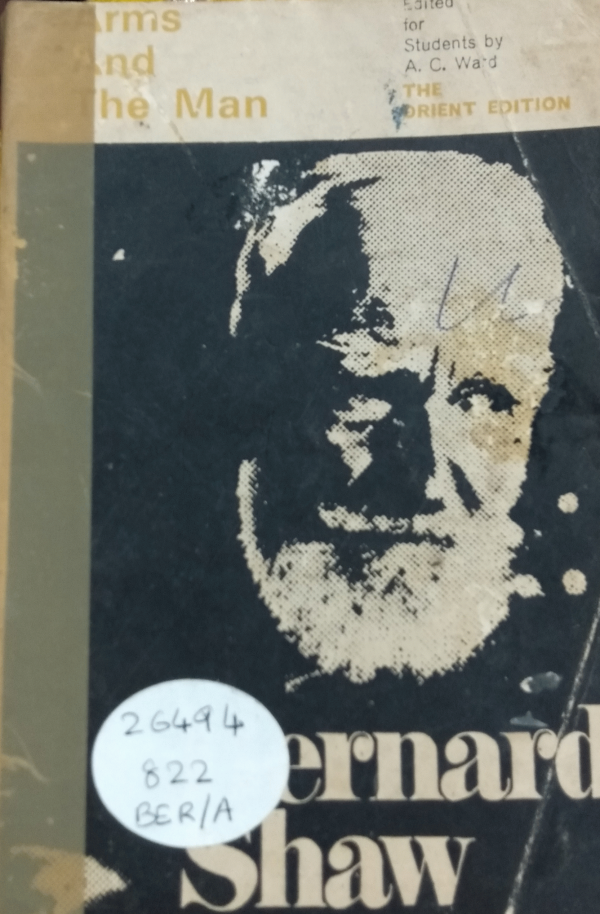 Arms
And
The Man
Edited
for
Students by
A. C. Ward
THE
ORIENT EDITION
26494
822
BER/A
ernard
Shaw